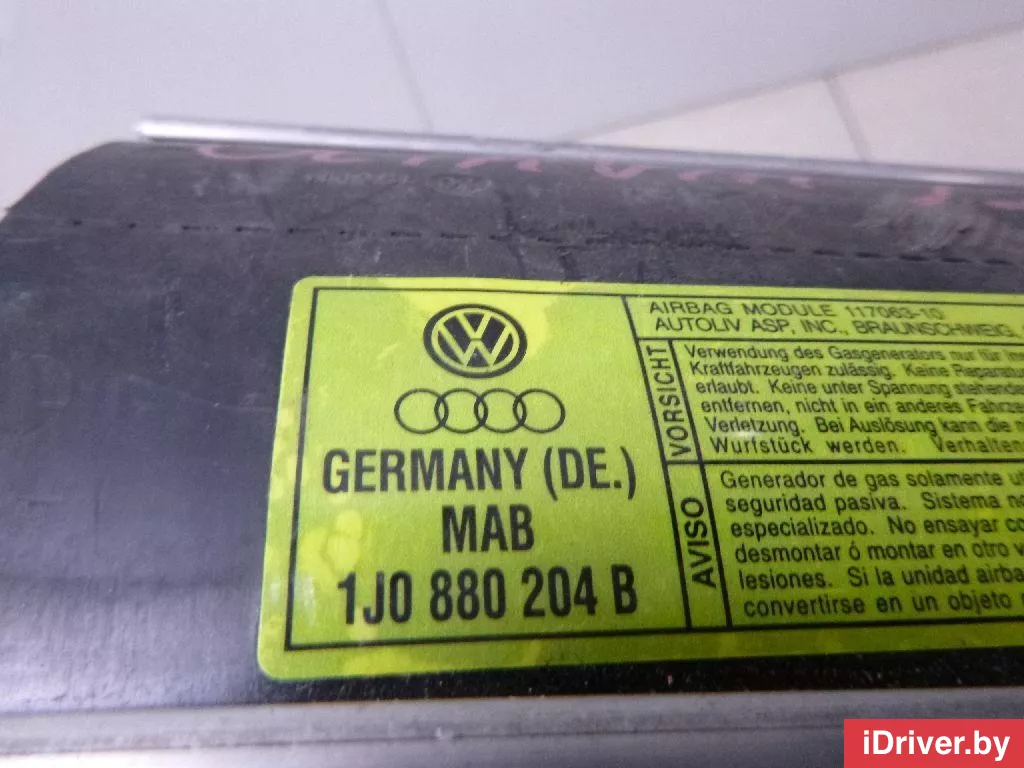 GERMANY (DE.)
MAB
1J0 880 204 B
AIRBAG MODULE 117063-10
AUTOLIV ASP, INC., BRAUNSCHWEIG,
VORSICHT
Verwendung des Gasgenerators nur für
Kraftfahrzeugen zulässig. Keine
erlaubt. Keine unter Spannung
entfernen, nicht in ein anderes
Verletzung. Bei Auslösung kann die
Wurfstück werden.
AVISO
Generador de gas solamente
seguridad pasiva. Sistema
especializado. No ensayar
desmontar ó montar en otro
lesiones. Si la unidad
convertirse en un objeto
iDriver.by